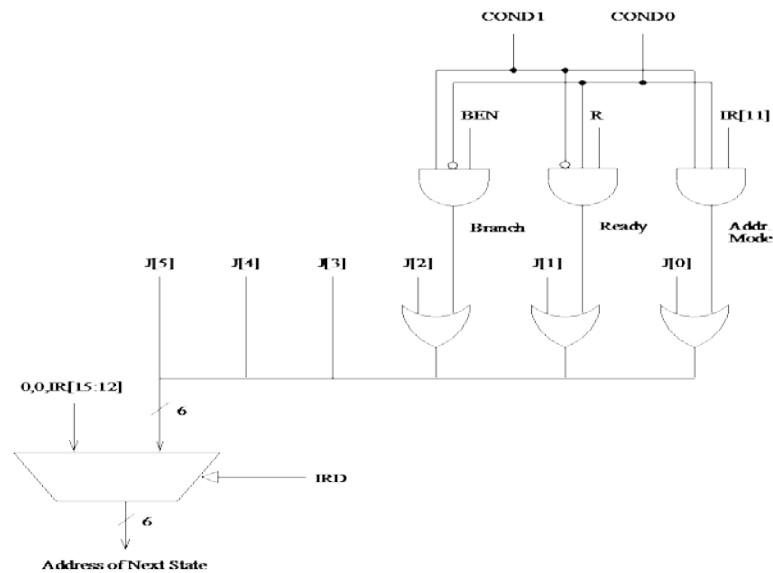 COND1 COND0
BEN R IR[11]
Branch Ready Addr.
Mode
J[5] J[4] J[3] J[2] J[1] J[0]
0,0,IR[15:12]
6
IRD
6
Address of Next State